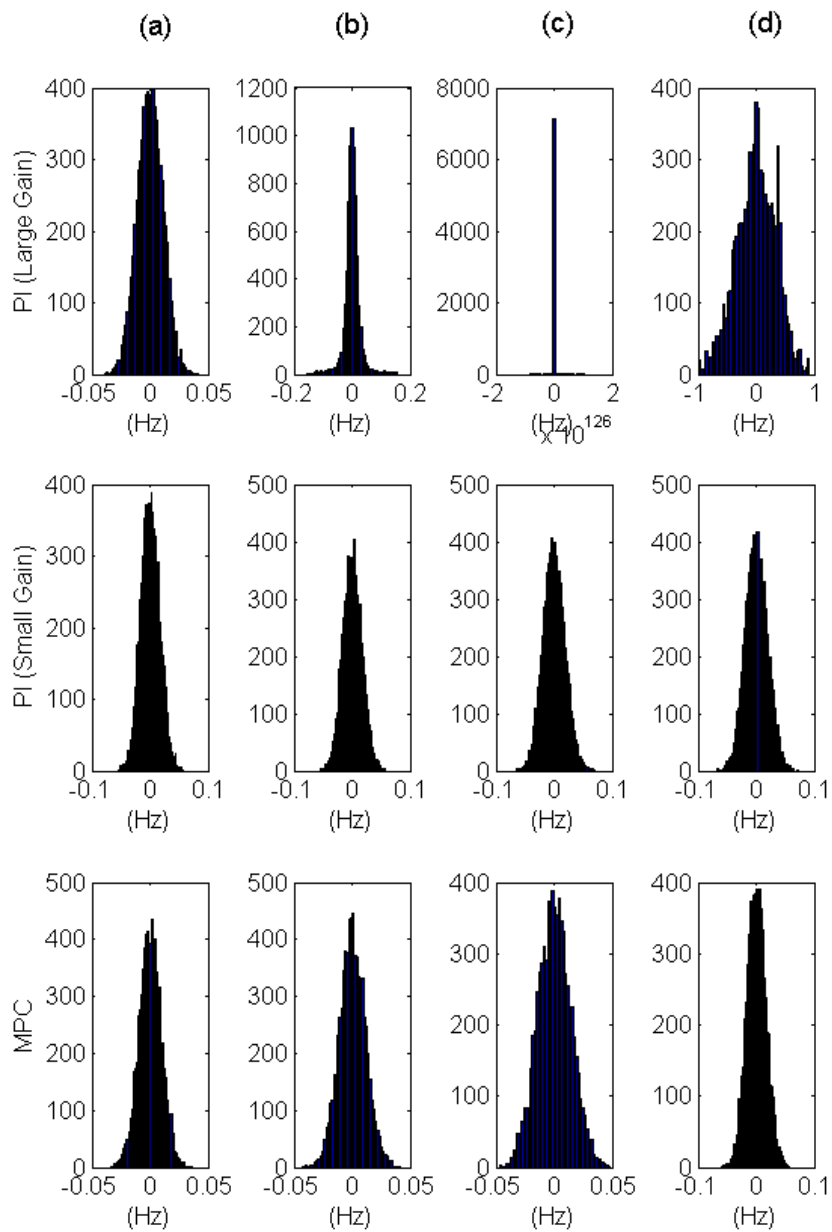 (a) (b) (c) (d)
PI (Large Gain)
400
300
200
100
0
-0.05 0 0.05
(Hz)
1200
1000
800
600
400
200
0
-0.2 0 0.2
(Hz)
8000
6000
4000
2000
0
-2 0 2
(Hz)
x 10^126
400
300
200
100
0
-1 0 1
(Hz)
PI (Small Gain)
400
300
200
100
0
-0.1 0 0.1
(Hz)
500
400
300
200
100
0
-0.1 0 0.1
(Hz)
500
400
300
200
100
0
-0.1 0 0.1
(Hz)
500
400
300
200
100
0
-0.1 0 0.1
(Hz)
MPC
500
400
300
200
100
0
-0.05 0 0.05
(Hz)
500
400
300
200
100
0
-0.05 0 0.05
(Hz)
400
300
200
100
0
-0.05 0 0.05
(Hz)
400
300
200
100
0
-0.1 0 0.1
(Hz)